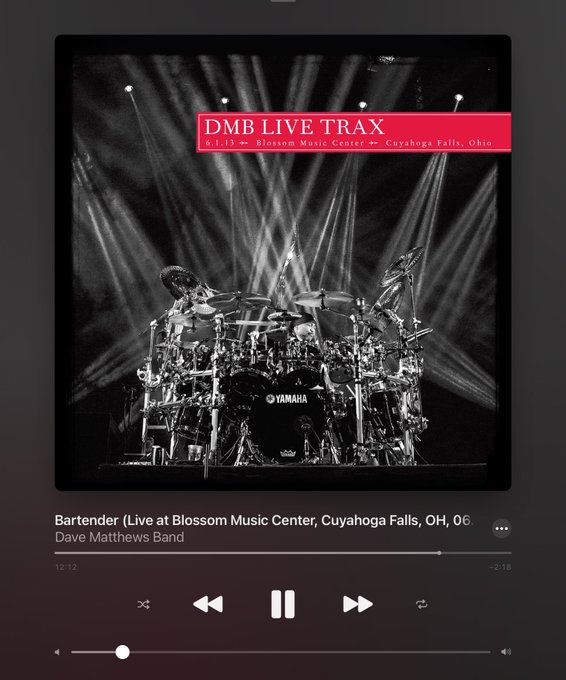 DMB LIVE TRAX
6.1.13 ➳ Blossom Music Center ➳ Cuyahoga Falls, Ohio
YAMAHA
Bartender (Live at Blossom Music Center, Cuyahoga Falls, OH, 06.
Dave Matthews Band
12:12 -2:18